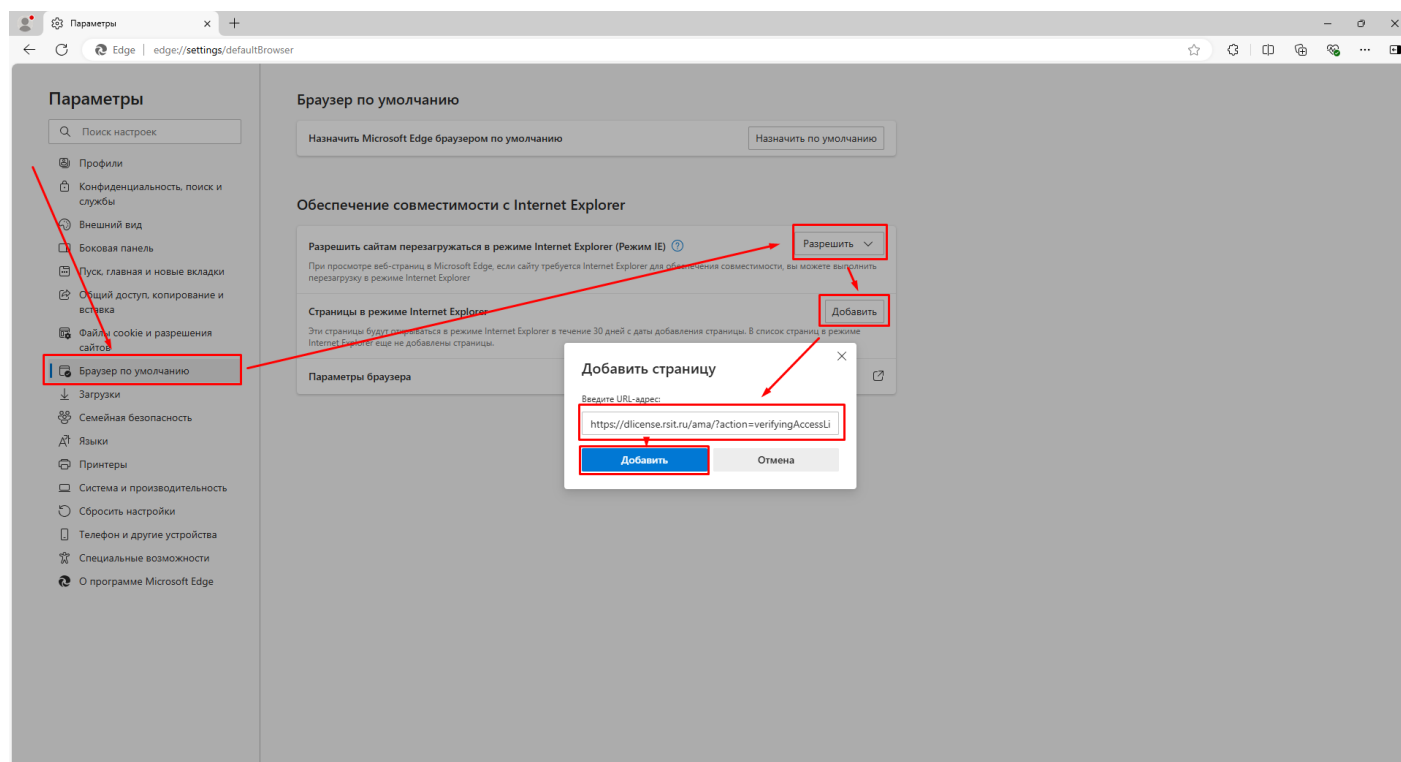 Параметры
Edge | edge://settings/defaultBrowser
Параметры
Поиск настроек
Профили
Конфиденциальность, поиск и
службы
Внешний вид
Боковая панель
Пуск, главная и новые вкладки
Общий доступ, копирование и
вставка
Файлы cookie и разрешения
сайтов
Браузер по умолчанию
Загрузки
Семейная безопасность
Языки
Принтеры
Система и производительность
Сбросить настройки
Телефон и другие устройства
Специальные возможности
О программе Microsoft Edge
Браузер по умолчанию
Назначить Microsoft Edge браузером по умолчанию
Назначить по умолчанию
Обеспечение совместимости с Internet Explorer
Разрешить сайтам перезагружаться в режиме Internet Explorer (Режим IE)
Разрешить
При просмотре веб-страниц в Microsoft Edge, если сайту требуется Internet Explorer для обеспечения совместимости, вы можете выполнить
перезагрузку в режиме Internet Explorer
Страницы в режиме Internet Explorer
Добавить
Эти страницы будут открываться в режиме Internet Explorer в течение 30 дней с даты добавления страницы. В список страниц в режиме
Internet Explorer еще не добавлены страницы.
Параметры браузера
Добавить страницу
Введите URL-адрес:
https://dlicense.rsit.ru/ama/?action=verifyingAccessLi
Добавить
Отмена